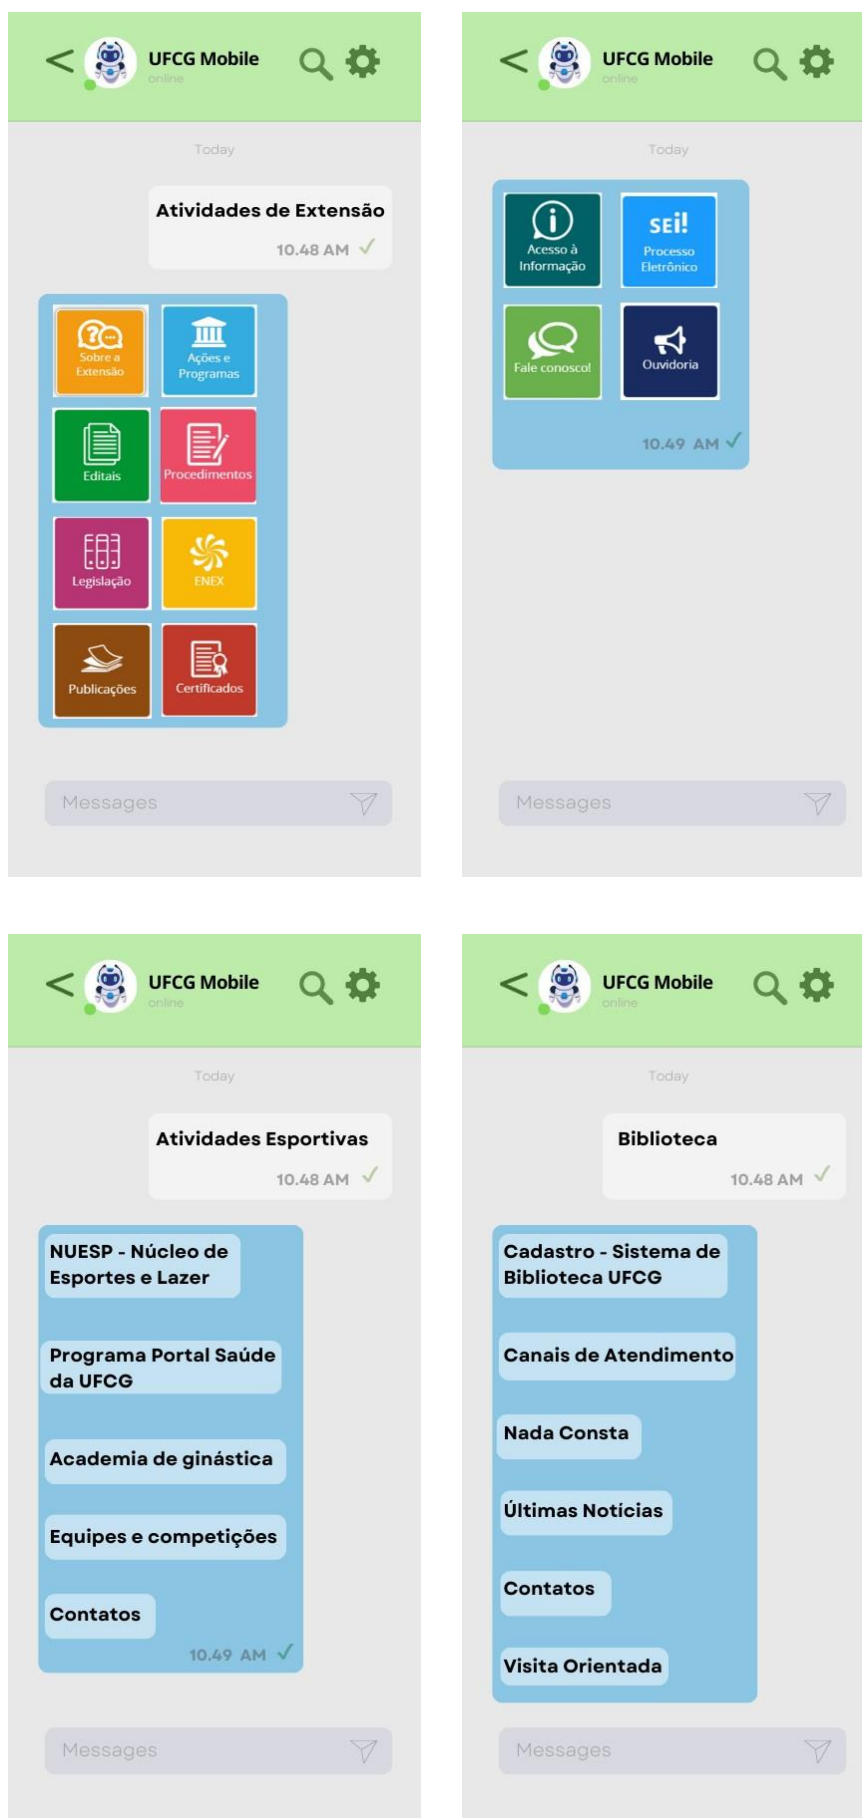 UFCG Mobile
online
Today
Atividades de Extensão
10.48 AM
Sobre a
Extensão
Ações e
Programas
Editais
Procedimentos
Legislação
ENEX
Publicações
Certificados
Messages
UFCG Mobile
online
Today
Acesso à
Informação
sei!
Processo
Eletrônico
Fale conosco!
Ouvidoria
10.49 AM
Messages
UFCG Mobile
online
Today
Atividades Esportivas
10.48 AM
NUESP - Núcleo de
Esportes e Lazer
Programa Portal Saúde
da UFCG
Academia de ginástica
Equipes e competições
Contatos
10.49 AM
Messages
UFCG Mobile
online
Today
Biblioteca
10.48 AM
Cadastro - Sistema de
Biblioteca UFCG
Canais de Atendimento
Nada Consta
Últimas Notícias
Contatos
Visita Orientada
Messages